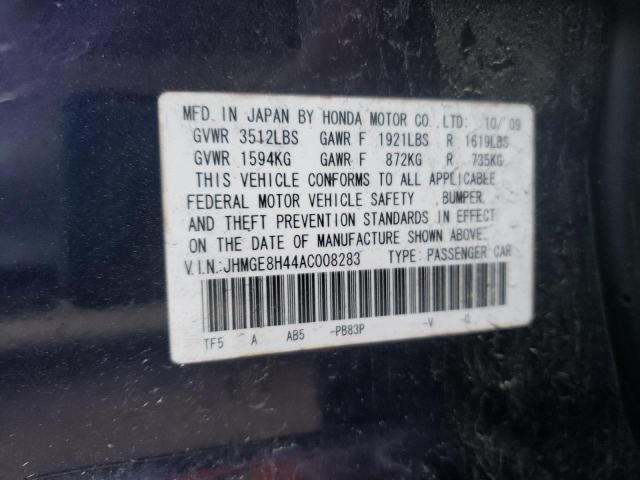 MFD. IN JAPAN BY HONDA MOTOR CO., LTD. 10/09
GVWR 3512LBS GAWR F 1921LBS R 1619LBS
GVWR 1594KG GAWR F 872KG R 735KG
THIS VEHICLE CONFORMS TO ALL APPLICABLE
FEDERAL MOTOR VEHICLE SAFETY, BUMPER,
AND THEFT PREVENTION STANDARDS IN EFFECT
ON THE DATE OF MANUFACTURE SHOWN ABOVE.
V.I.N.:JHMGE8H44AC008283 TYPE: PASSENGER CAR
TF5 A AB5 -PB83P -V -C